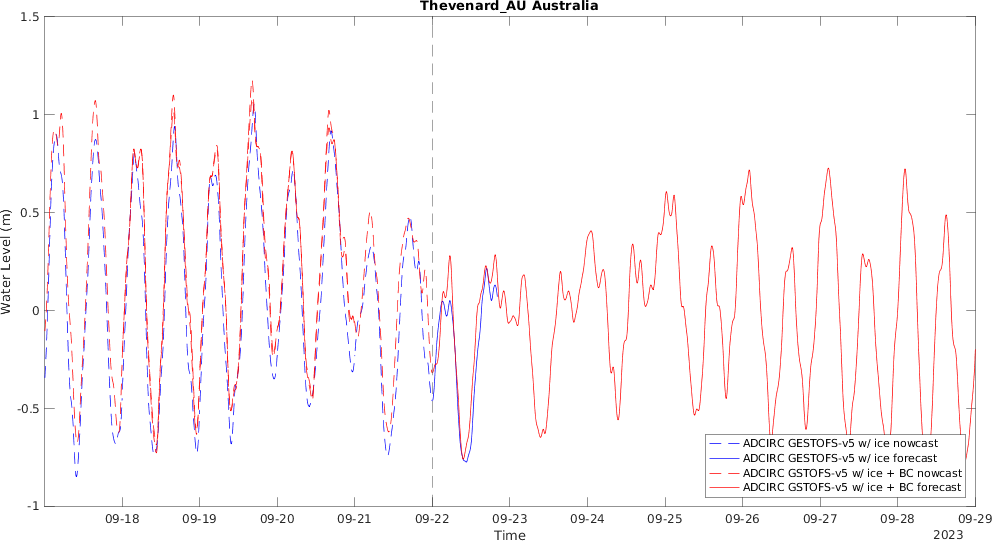 Thevenard_AU Australia
1.5
1
0.5
0
-0.5
-1
Water Level (m)
09-18 09-19 09-20 09-21 09-22 09-23 09-24 09-25 09-26 09-27 09-28 09-29
Time
2023
ADCIRC GESTOFS-v5 w/ ice nowcast
ADCIRC GESTOFS-v5 w/ ice forecast
ADCIRC GSTOFS-v5 w/ ice + BC nowcast
ADCIRC GSTOFS-v5 w/ ice + BC forecast